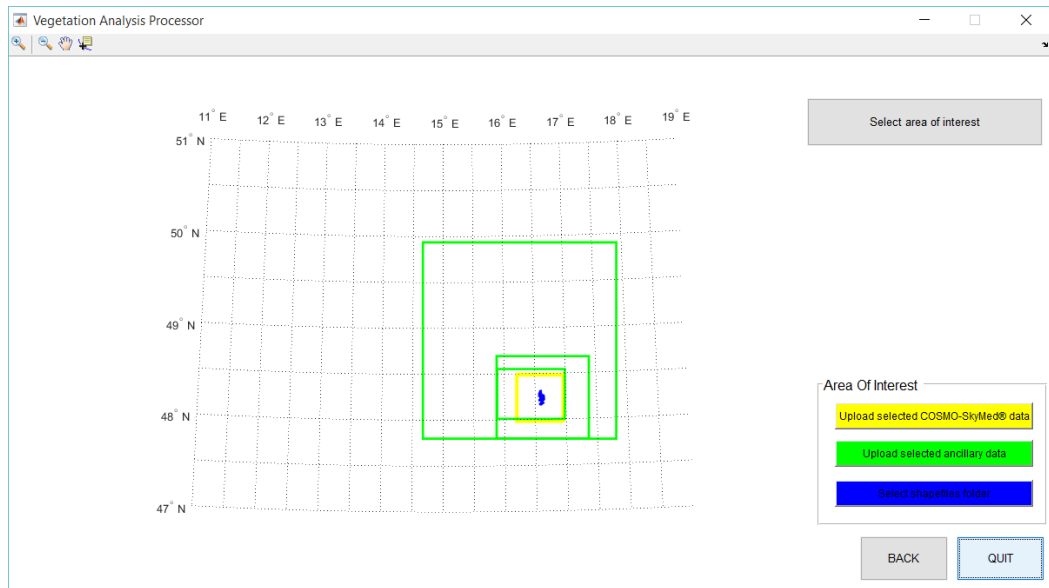 Vegetation Analysis Processor
11° E 12° E 13° E 14° E 15° E 16° E 17° E 18° E 19° E
51° N
50° N
49° N
48° N
47° N
Select area of interest
Area Of Interest
Upload selected COSMO-SkyMed® data
Upload selected ancillary data
Select shapefiles folder
BACK
QUIT